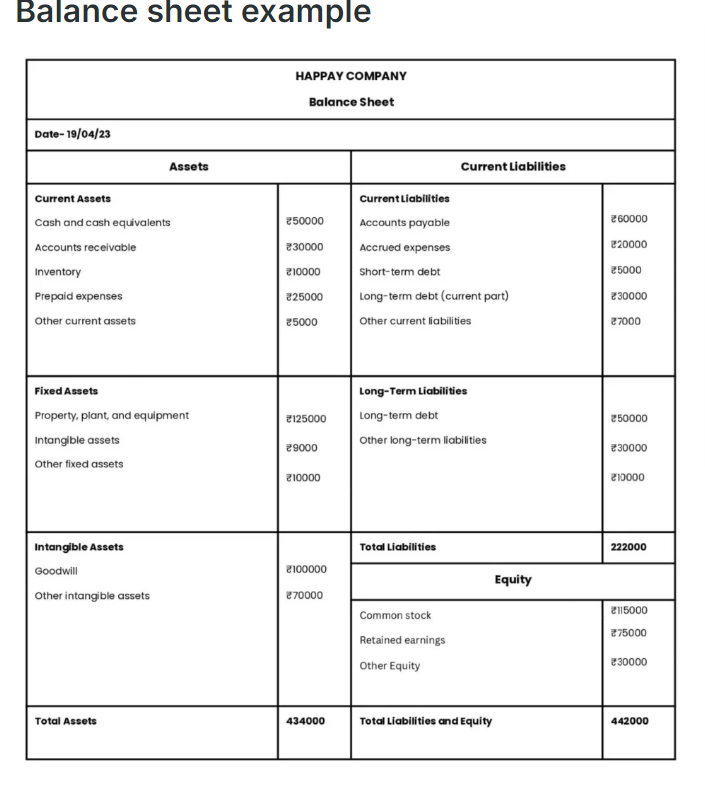 Balance sheet example
HAPPAY COMPANY
Balance Sheet
Date- 19/04/23
Assets
Current Liabilities
Current Assets
Cash and cash equivalents ₹50000
Accounts receivable ₹30000
Inventory ₹10000
Prepaid expenses ₹25000
Other current assets ₹5000
Current Liabilities
Accounts payable ₹60000
Accrued expenses ₹20000
Short-term debt ₹5000
Long-term debt (current part) ₹30000
Other current liabilities ₹7000
Fixed Assets
Property, plant, and equipment ₹125000
Intangible assets ₹9000
Other fixed assets ₹10000
Long-Term Liabilities
Long-term debt ₹50000
Other long-term liabilities ₹30000
₹10000
Intangible Assets
Goodwill ₹100000
Other intangible assets ₹70000
Total Liabilities 222000
Equity
Common stock ₹115000
Retained earnings ₹75000
Other Equity ₹30000
Total Assets 434000
Total Liabilities and Equity 442000